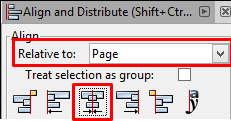 Align and Distribute (Shift+Ctr...
Align
Relative to: Page
Treat selection as group:
a
y